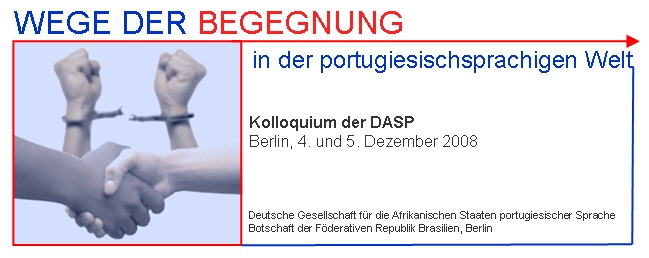 WEGE DER BEGEGNUNG
in der portugiesischsprachigen Welt
Kolloquium der DASP
Berlin, 4. und 5. Dezember 2008
Deutsche Gesellschaft für die Afrikanischen Staaten portugiesischer Sprache
Botschaft der Föderativen Republik Brasilien, Berlin